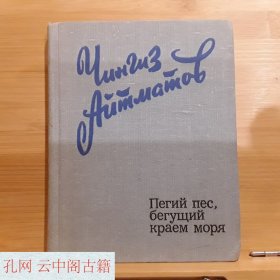 Чингиз
Айтматов
Пегий пес,
бегущий
краем моря
孔网 云中阁古籍